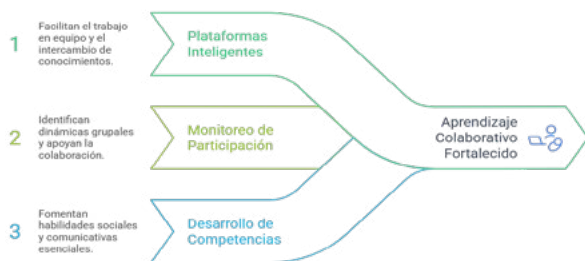 1
Facilitan el trabajo
en equipo y el
intercambio de
conocimientos.
Plataformas
Inteligentes
2
Identifican
dinámicas grupales
y apoyan la
colaboración.
Monitoreo de
Participación
Aprendizaje
Colaborativo
Fortalecido
3
Fomentan
habilidades sociales
y comunicativas
esenciales.
Desarrollo de
Competencias